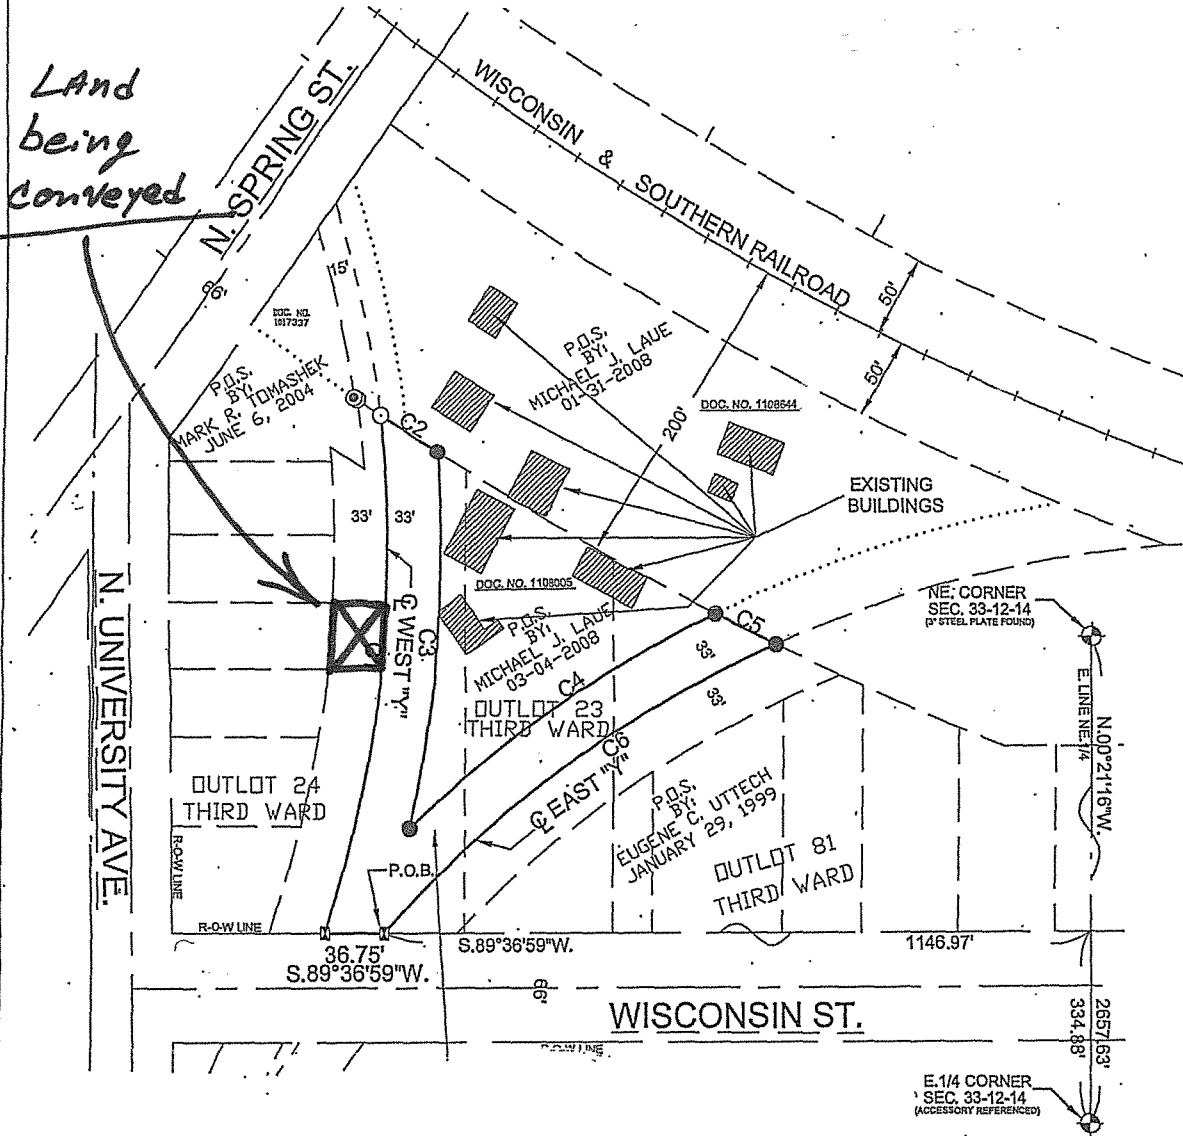 LAnd
being
conveyed
N. SPRING ST.
66'
WISCONSIN & SOUTHERN RAILROAD
50'
50'
200'
15'
DOC. NO.
1017337
P.O.S.
BY:
MARK R. TOMASHEK
JUNE 6, 2004
P.O.S.
BY:
MICHAEL J. LAUE
01-31-2008
DOC. NO. 1108644
C2
33'
33'
EXISTING
BUILDINGS
DOC. NO. 1108005
P.O.S.
BY:
MICHAEL J. LAUE
03-04-2008
C5
NE. CORNER
SEC. 33-12-14
(3" STEEL PLATE FOUND)
N. UNIVERSITY AVE.
℄ WEST "Y"
C3
C4
33'
33'
OUTLOT 23
THIRD WARD
C6
℄ EAST "Y"
E. LINE NE.1/4
N.00°21'16"W.
OUTLOT 24
THIRD WARD
P.O.S.
BY:
EUGENE C. UTTECH
JANUARY 29, 1999
OUTLOT 81
THIRD WARD
R-O-W LINE
P.O.B.
R-O-W LINE
36.75'
S.89°36'59"W.
S.89°36'59"W.
1146.97'
66'
WISCONSIN ST.
R-O-W LINE
2657.63'
334.88'
E.1/4 CORNER
SEC. 33-12-14
(ACCESSORY REFERENCED)